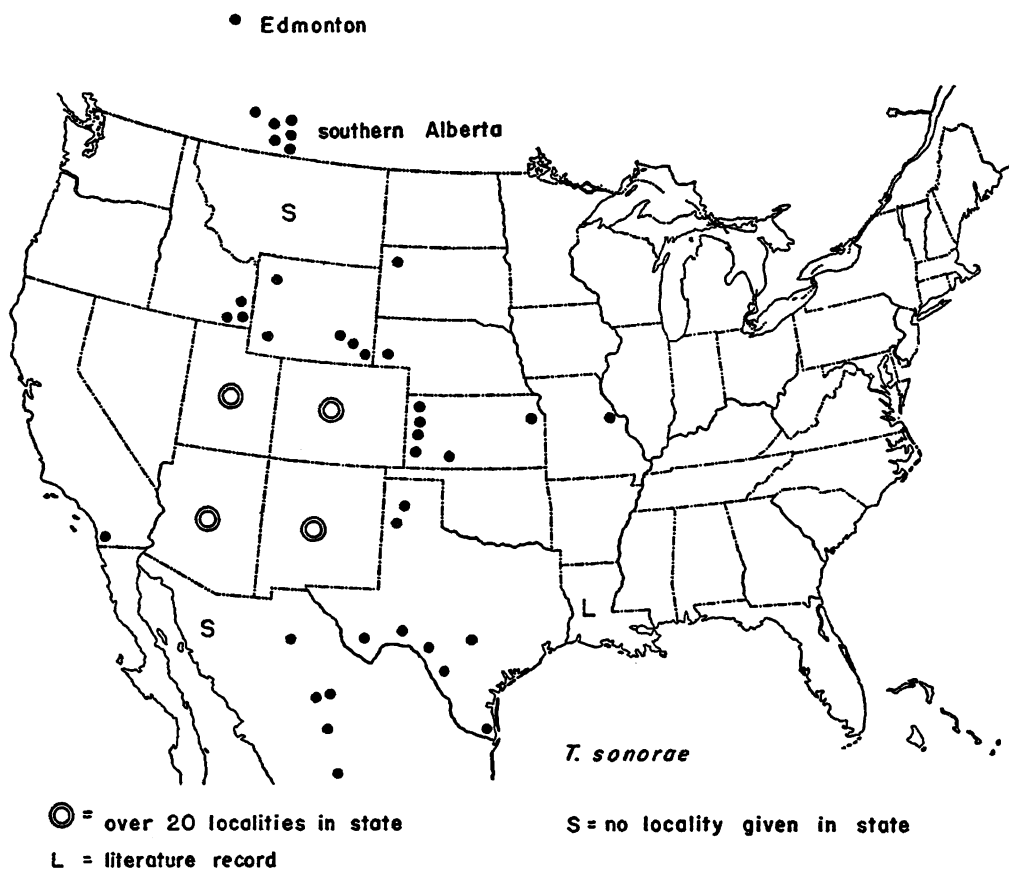 Edmonton
southern Alberta
S
S
L
T. sonorae
= over 20 localities in state
S = no locality given in state
L = literature record